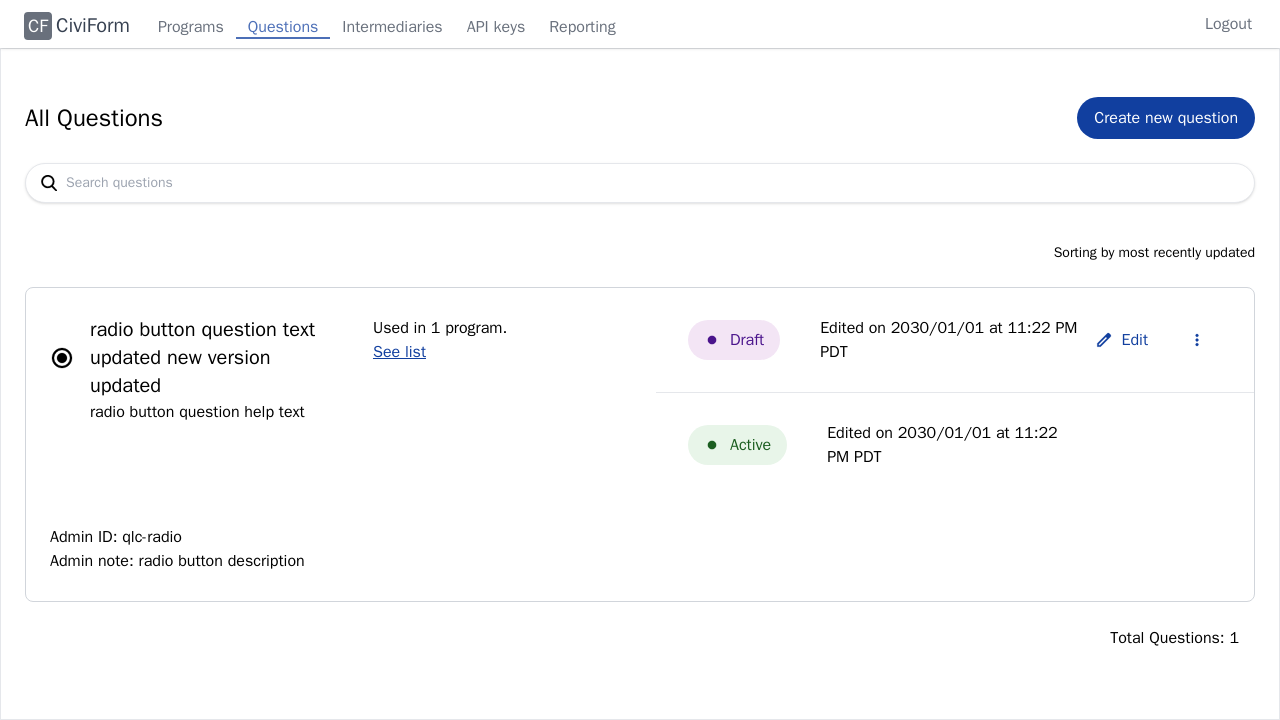 CF CiviForm Programs Questions Intermediaries API keys Reporting Logout
All Questions Create new question
Search questions
Sorting by most recently updated
radio button question text
updated new version
updated
radio button question help text
Used in 1 program.
See list
Draft
Edited on 2030/01/01 at 11:22 PM
PDT
Edit
Active
Edited on 2030/01/01 at 11:22
PM PDT
Admin ID: qlc-radio
Admin note: radio button description
Total Questions: 1